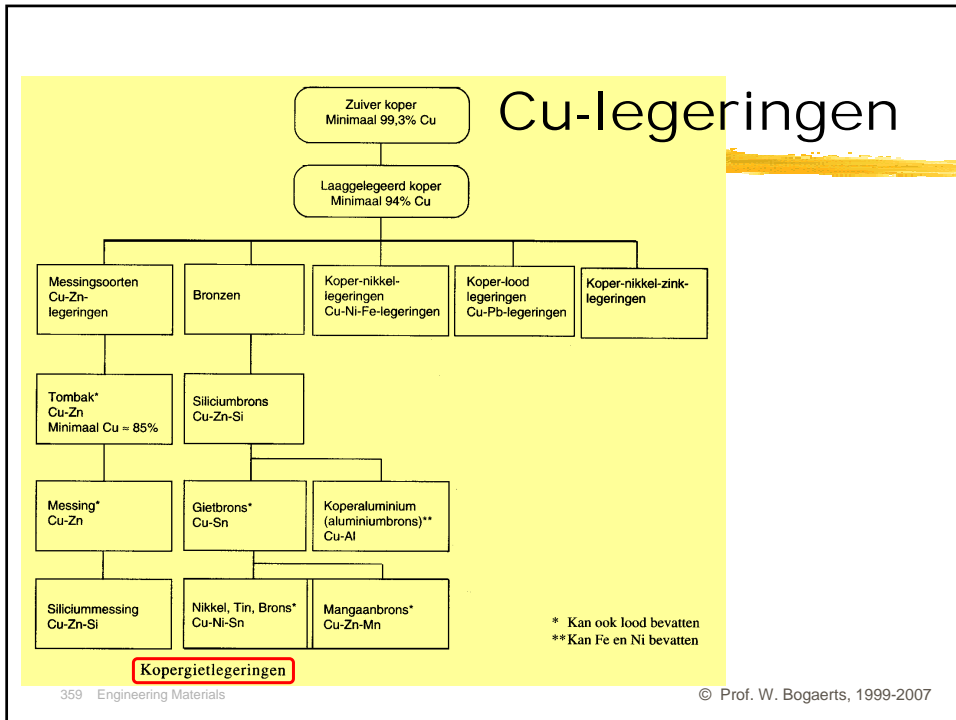 Cu-legeringen
Zuiver koper
Minimaal 99,3% Cu
Laaggelegeerd koper
Minimaal 94% Cu
Messingsoorten
Cu-Zn-
legeringen
Bronzen
Koper-nikkel-
legeringen
Cu-Ni-Fe-legeringen
Koper-lood
legeringen
Cu-Pb-legeringen
Koper-nikkel-zink-
legeringen
Tombak*
Cu-Zn
Minimaal Cu ≈ 85%
Siliciumbrons
Cu-Zn-Si
Messing*
Cu-Zn
Gietbrons*
Cu-Sn
Koperaluminium
(aluminiumbrons)**
Cu-Al
Siliciummessing
Cu-Zn-Si
Nikkel, Tin, Brons*
Cu-Ni-Sn
Mangaanbrons*
Cu-Zn-Mn
* Kan ook lood bevatten
** Kan Fe en Ni bevatten
Kopergietlegeringen
359 Engineering Materials
© Prof. W. Bogaerts, 1999-2007